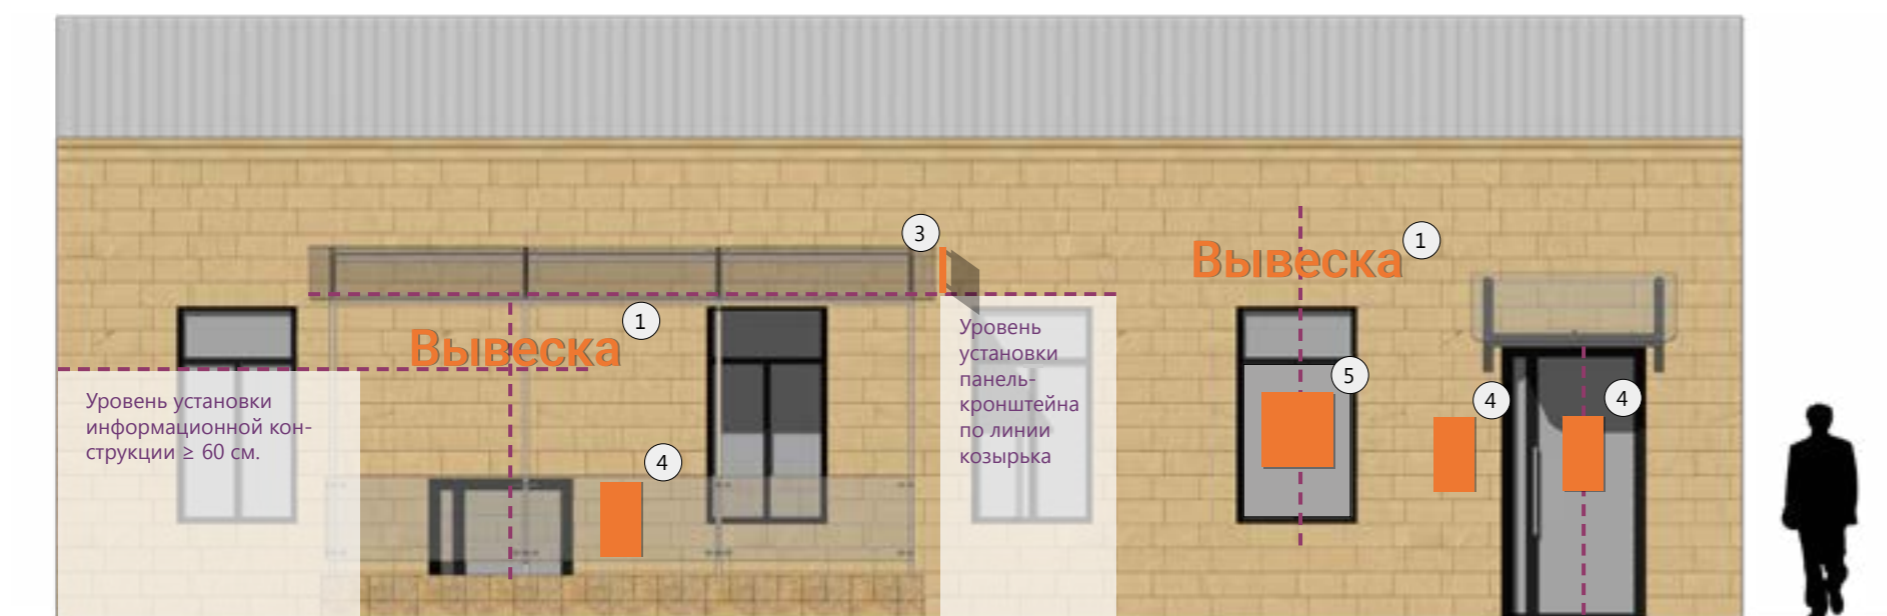 3
Вывеска
1
1
Вывеска
Уровень
установки
панель-
кронштейна
по линии
козырька
5
4
4
Уровень установки
информационной кон-
струкции ≥ 60 см.
4